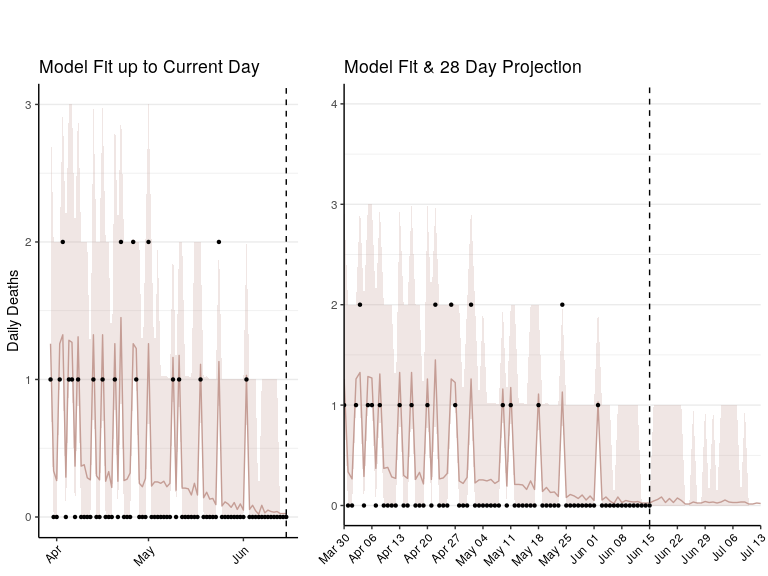 Model Fit up to Current Day
Daily Deaths
3
2
1
0
Apr
May
Jun
Model Fit & 28 Day Projection
4
3
2
1
0
Mar 30
Apr 06
Apr 13
Apr 20
Apr 27
May 04
May 11
May 18
May 25
Jun 01
Jun 08
Jun 15
Jun 22
Jun 29
Jul 06
Jul 13